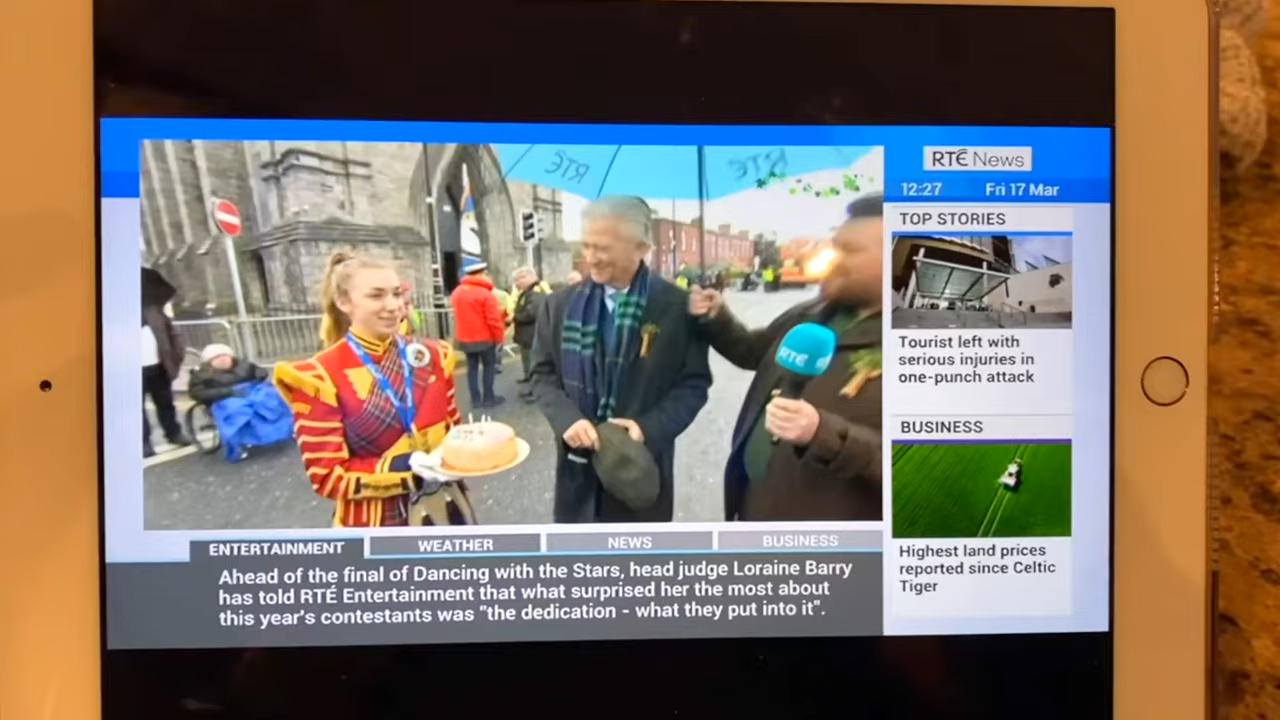 RTÉ
RTÉ
RTÉ
RTÉ News
12:27 Fri 17 Mar
TOP STORIES
Tourist left with
serious injuries in
one-punch attack
BUSINESS
Highest land prices
reported since Celtic
Tiger
ENTERTAINMENT
WEATHER
NEWS
BUSINESS
Ahead of the final of Dancing with the Stars, head judge Loraine Barry
has told RTÉ Entertainment that what surprised her the most about
this year's contestants was "the dedication - what they put into it".